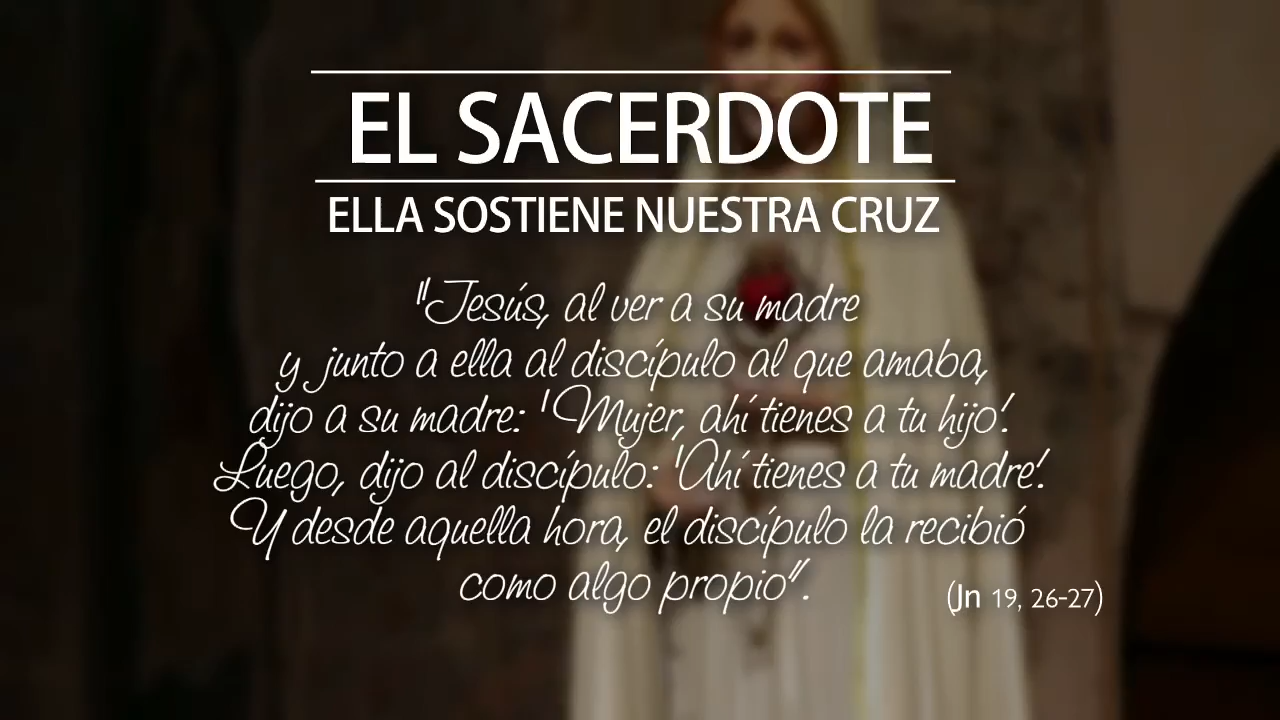 EL SACERDOTE
ELLA SOSTIENE NUESTRA CRUZ
"Jesús, al ver a su madre
y junto a ella al discípulo al que amaba,
dijo a su madre: 'Mujer, ahí tienes a tu hijo'.
Luego, dijo al discípulo: 'Ahí tienes a tu madre'.
Y desde aquella hora, el discípulo la recibió
como algo propio".
(Jn 19, 26-27)